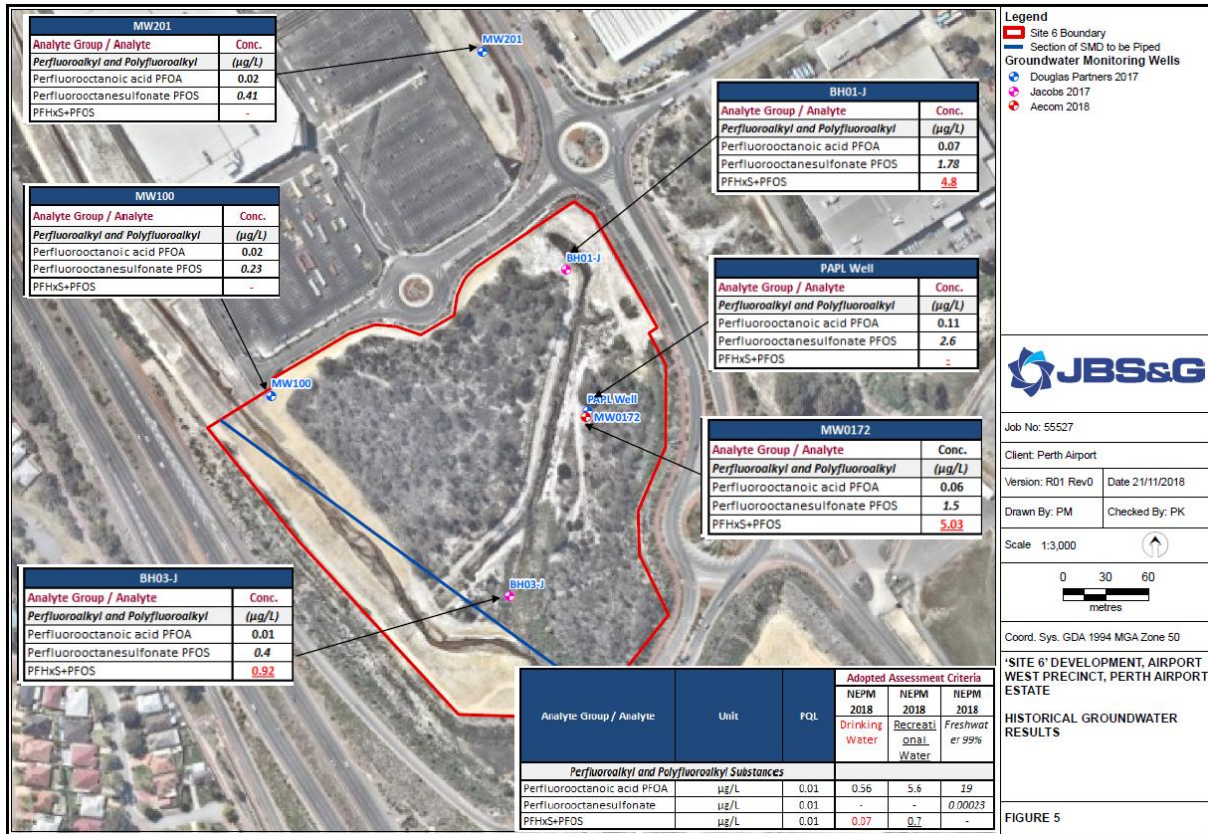 MW201
Analyte Group / Analyte Conc.
Perfluoroalkyl and Polyfluoroalkyl (µg/L)
Perfluorooctanoic acid PFOA 0.02
Perfluorooctanesulfonate PFOS 0.41
PFHxS+PFOS -
MW201
BH01-J
Analyte Group / Analyte Conc.
Perfluoroalkyl and Polyfluoroalkyl (µg/L)
Perfluorooctanoic acid PFOA 0.07
Perfluorooctanesulfonate PFOS 1.78
PFHxS+PFOS 4.8
MW100
Analyte Group / Analyte Conc.
Perfluoroalkyl and Polyfluoroalkyl (µg/L)
Perfluorooctanoic acid PFOA 0.02
Perfluorooctanesulfonate PFOS 0.23
PFHxS+PFOS -
BH01-J
PAPL Well
Analyte Group / Analyte Conc.
Perfluoroalkyl and Polyfluoroalkyl (µg/L)
Perfluorooctanoic acid PFOA 0.11
Perfluorooctanesulfonate PFOS 2.6
PFHxS+PFOS -
MW100
PAPL Well
MW0172
MW0172
Analyte Group / Analyte Conc.
Perfluoroalkyl and Polyfluoroalkyl (µg/L)
Perfluorooctanoic acid PFOA 0.06
Perfluorooctanesulfonate PFOS 1.5
PFHxS+PFOS 5.03
BH03-J
Analyte Group / Analyte Conc.
Perfluoroalkyl and Polyfluoroalkyl (µg/L)
Perfluorooctanoic acid PFOA 0.01
Perfluorooctanesulfonate PFOS 0.4
PFHxS+PFOS 0.92
BH03-J
Adopted Assessment Criteria
Analyte Group / Analyte Unit PQL
NEPM 2018 Drinking Water
NEPM 2018 Recreati onal Water
NEPM 2018 Freshwat er 99%
Perfluoroalkyl and Polyfluoroalkyl Substances
Perfluorooctanoic acid PFOA µg/L 0.01 0.56 5.6 19
Perfluorooctanesulfonate µg/L 0.01 - - 0.00023
PFHxS+PFOS µg/L 0.01 0.07 0.7 -
Legend
Site 6 Boundary
Section of SMD to be Piped
Groundwater Monitoring Wells
Douglas Partners 2017
Jacobs 2017
Aecom 2018
JBS&G
Job No: 55527
Client: Perth Airport
Version: R01 Rev0 Date 21/11/2018
Drawn By: PM Checked By: PK
Scale 1:3,000
0 30 60
metres
Coord. Sys. GDA 1994 MGA Zone 50
'SITE 6' DEVELOPMENT, AIRPORT
WEST PRECINCT, PERTH AIRPORT
ESTATE
HISTORICAL GROUNDWATER
RESULTS
FIGURE 5